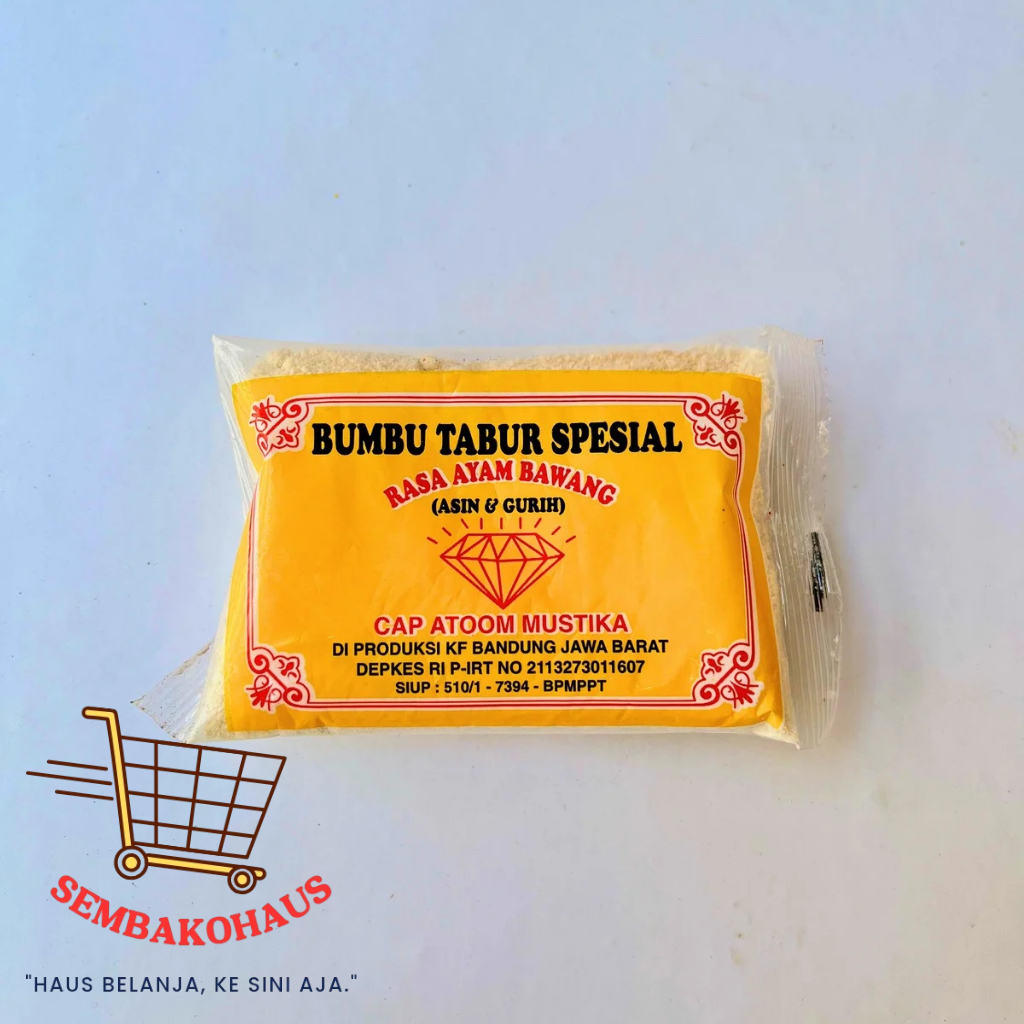 BUMBU TABUR SPESIAL
RASA AYAM BAWANG
(ASIN & GURIH)
CAP ATOOM MUSTIKA
DI PRODUKSI KF BANDUNG JAWA BARAT
DEPKES RI P-IRT NO 2113273011607
SIUP : 510/1 - 7394 - BPMPPT
SEMBAKOHAUS
"HAUS BELANJA, KE SINI AJA."